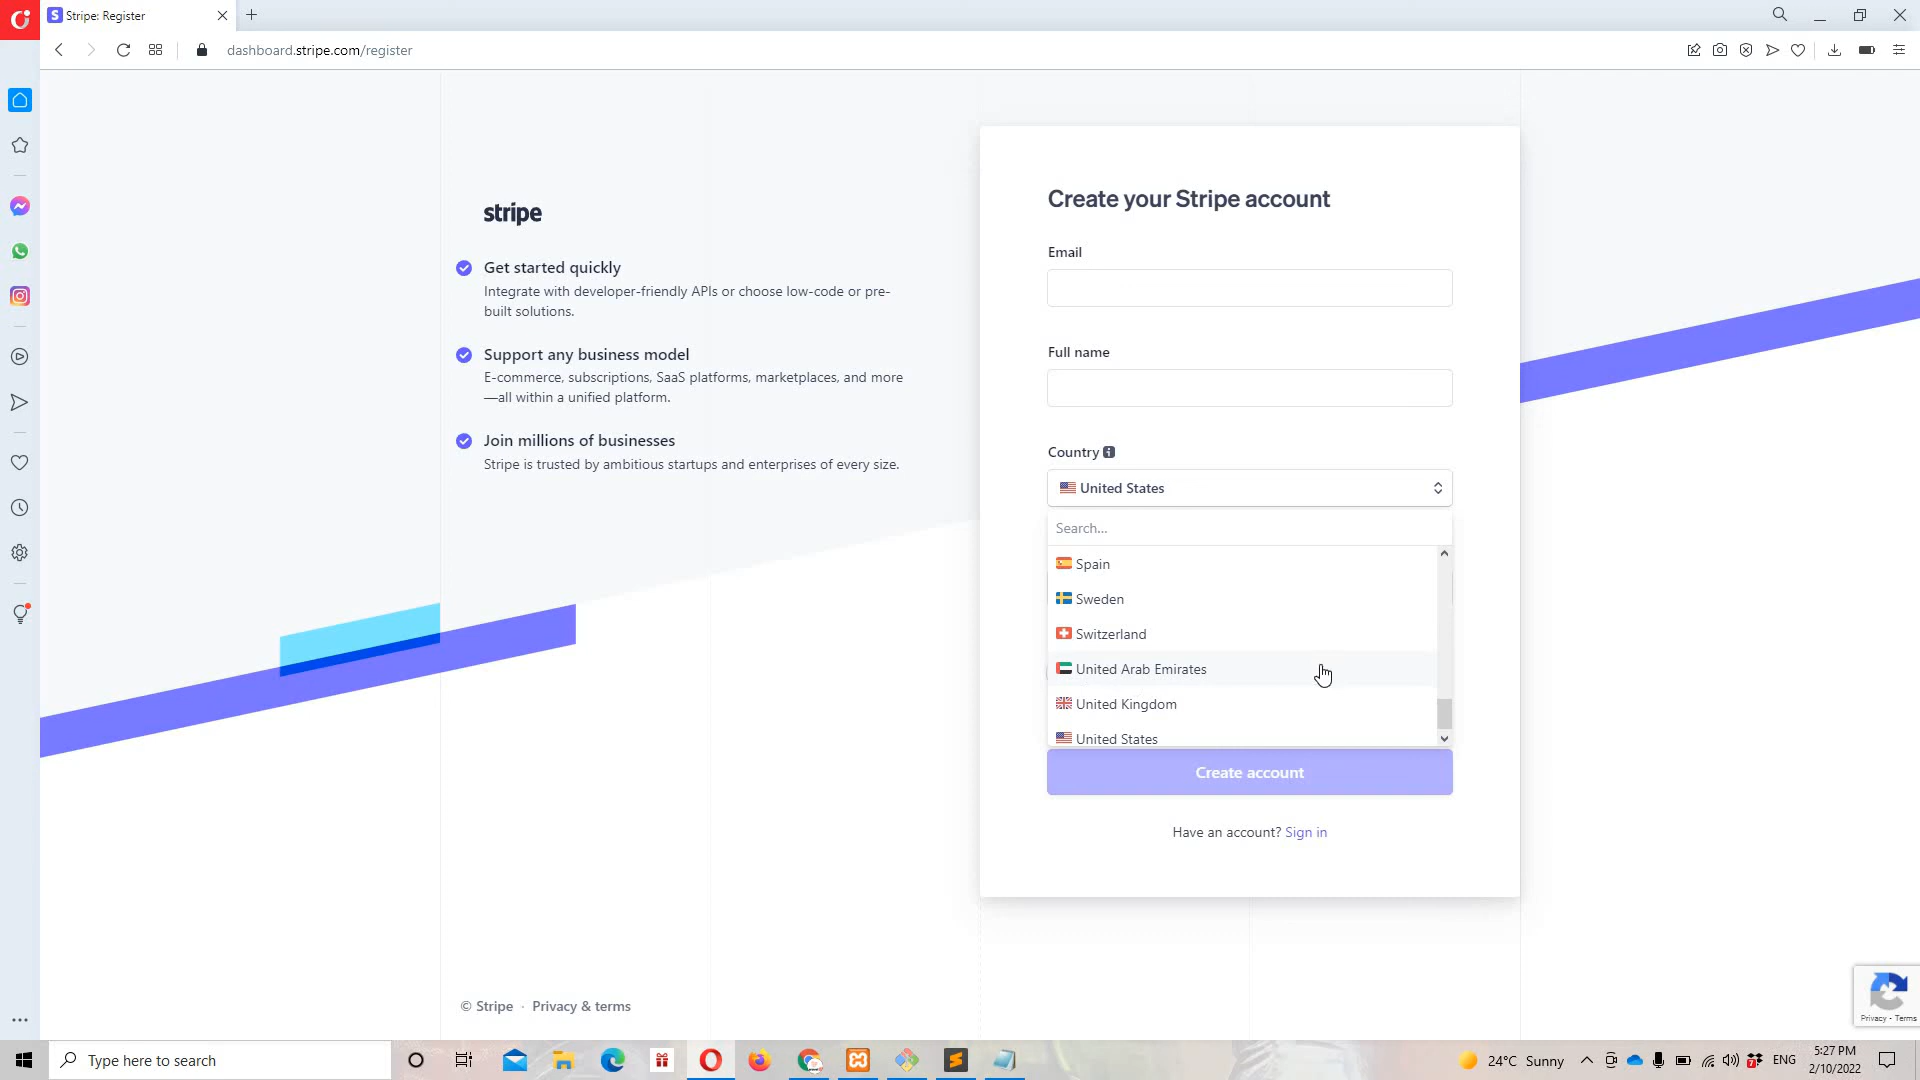 Stripe: Register
dashboard.stripe.com/register
stripe
Get started quickly
Integrate with developer-friendly APIs or choose low-code or pre-
built solutions.
Support any business model
E-commerce, subscriptions, SaaS platforms, marketplaces, and more
—all within a unified platform.
Join millions of businesses
Stripe is trusted by ambitious startups and enterprises of every size.
Create your Stripe account
Email
Full name
Country
United States
Search...
Spain
Sweden
Switzerland
United Arab Emirates
United Kingdom
United States
Create account
Have an account? Sign in
© Stripe · Privacy & terms
Privacy - Terms
Type here to search
24°C Sunny
ENG
5:27 PM
2/10/2022